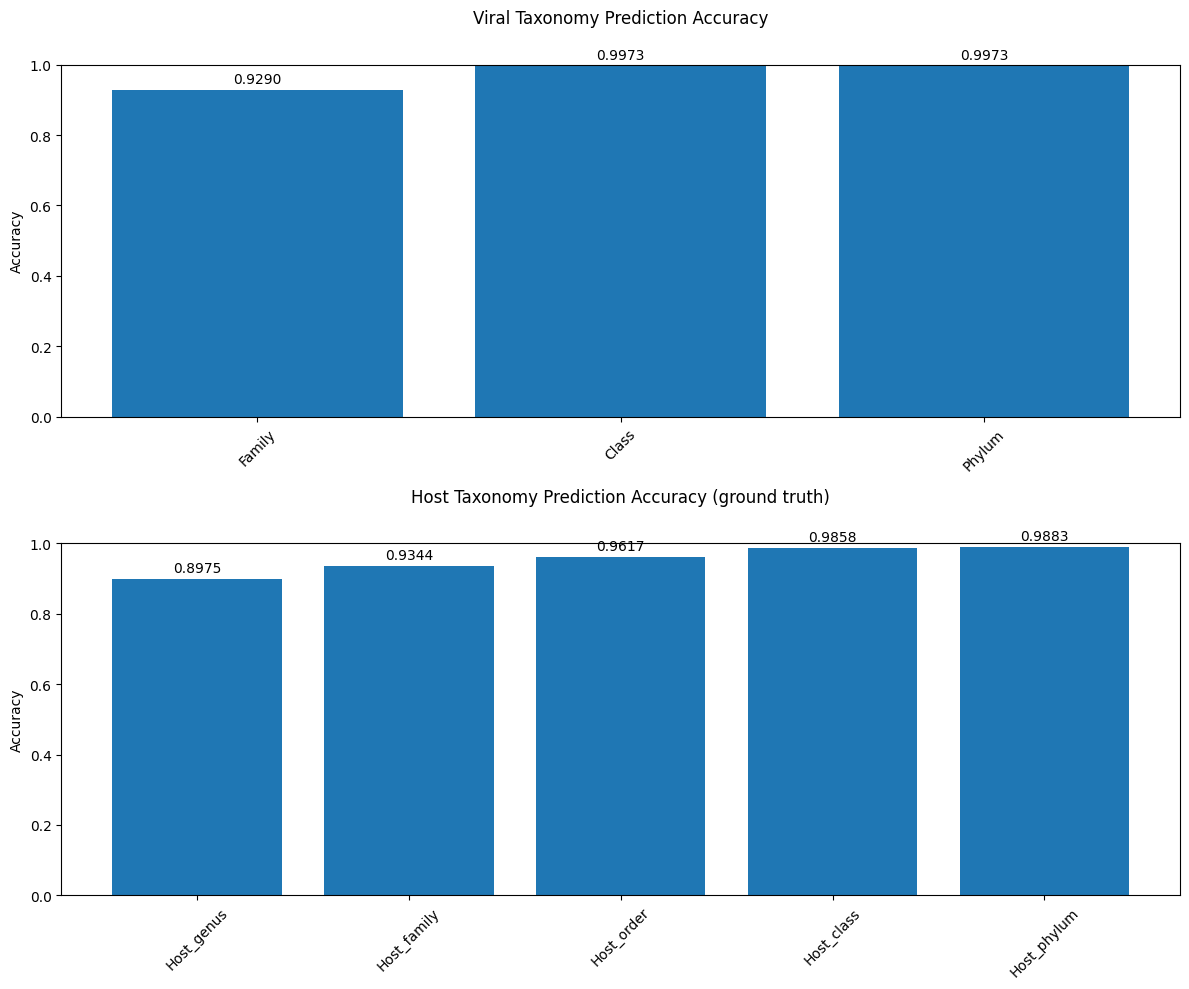 Viral Taxonomy Prediction Accuracy
0.9290
0.9973
0.9973
1.0
0.8
0.6
0.4
0.2
0.0
Accuracy
Family
Class
Phylum
Host Taxonomy Prediction Accuracy (ground truth)
0.8975
0.9344
0.9617
0.9858
0.9883
1.0
0.8
0.6
0.4
0.2
0.0
Accuracy
Host_genus
Host_family
Host_order
Host_class
Host_phylum